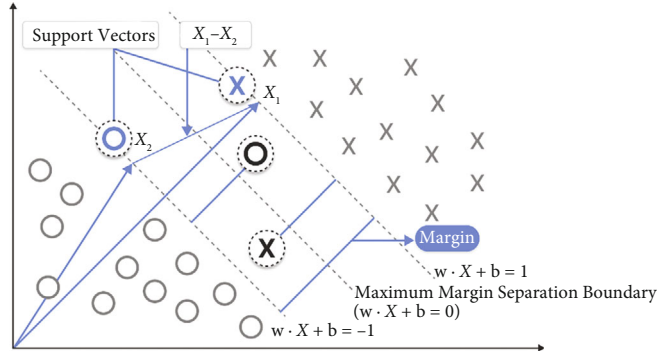 Support Vectors
X₁–X₂
X₁
X₂
Margin
w · X + b = 1
Maximum Margin Separation Boundary
(w · X + b = 0)
w · X + b = –1